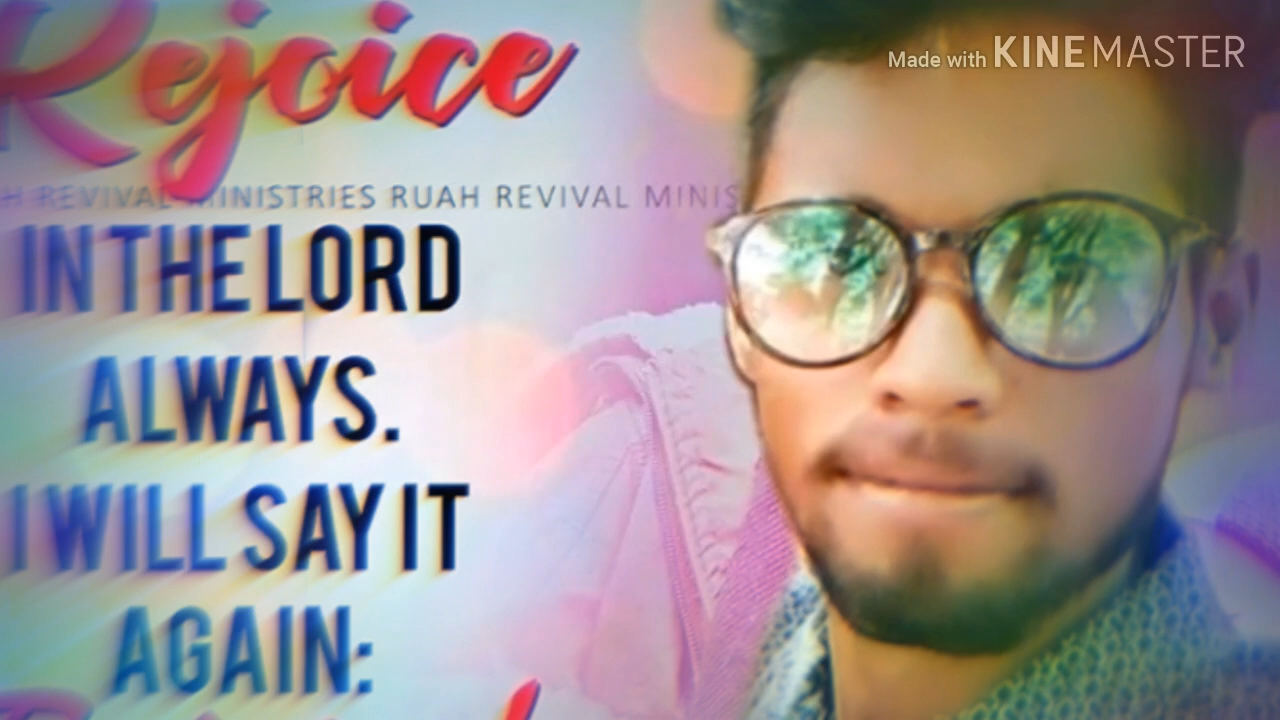 Made with KINEMASTER
Rejoice
H REVIVAL MINISTRIES RUAH REVIVAL MINIS
IN THE LORD
ALWAYS.
I WILL SAY IT
AGAIN: